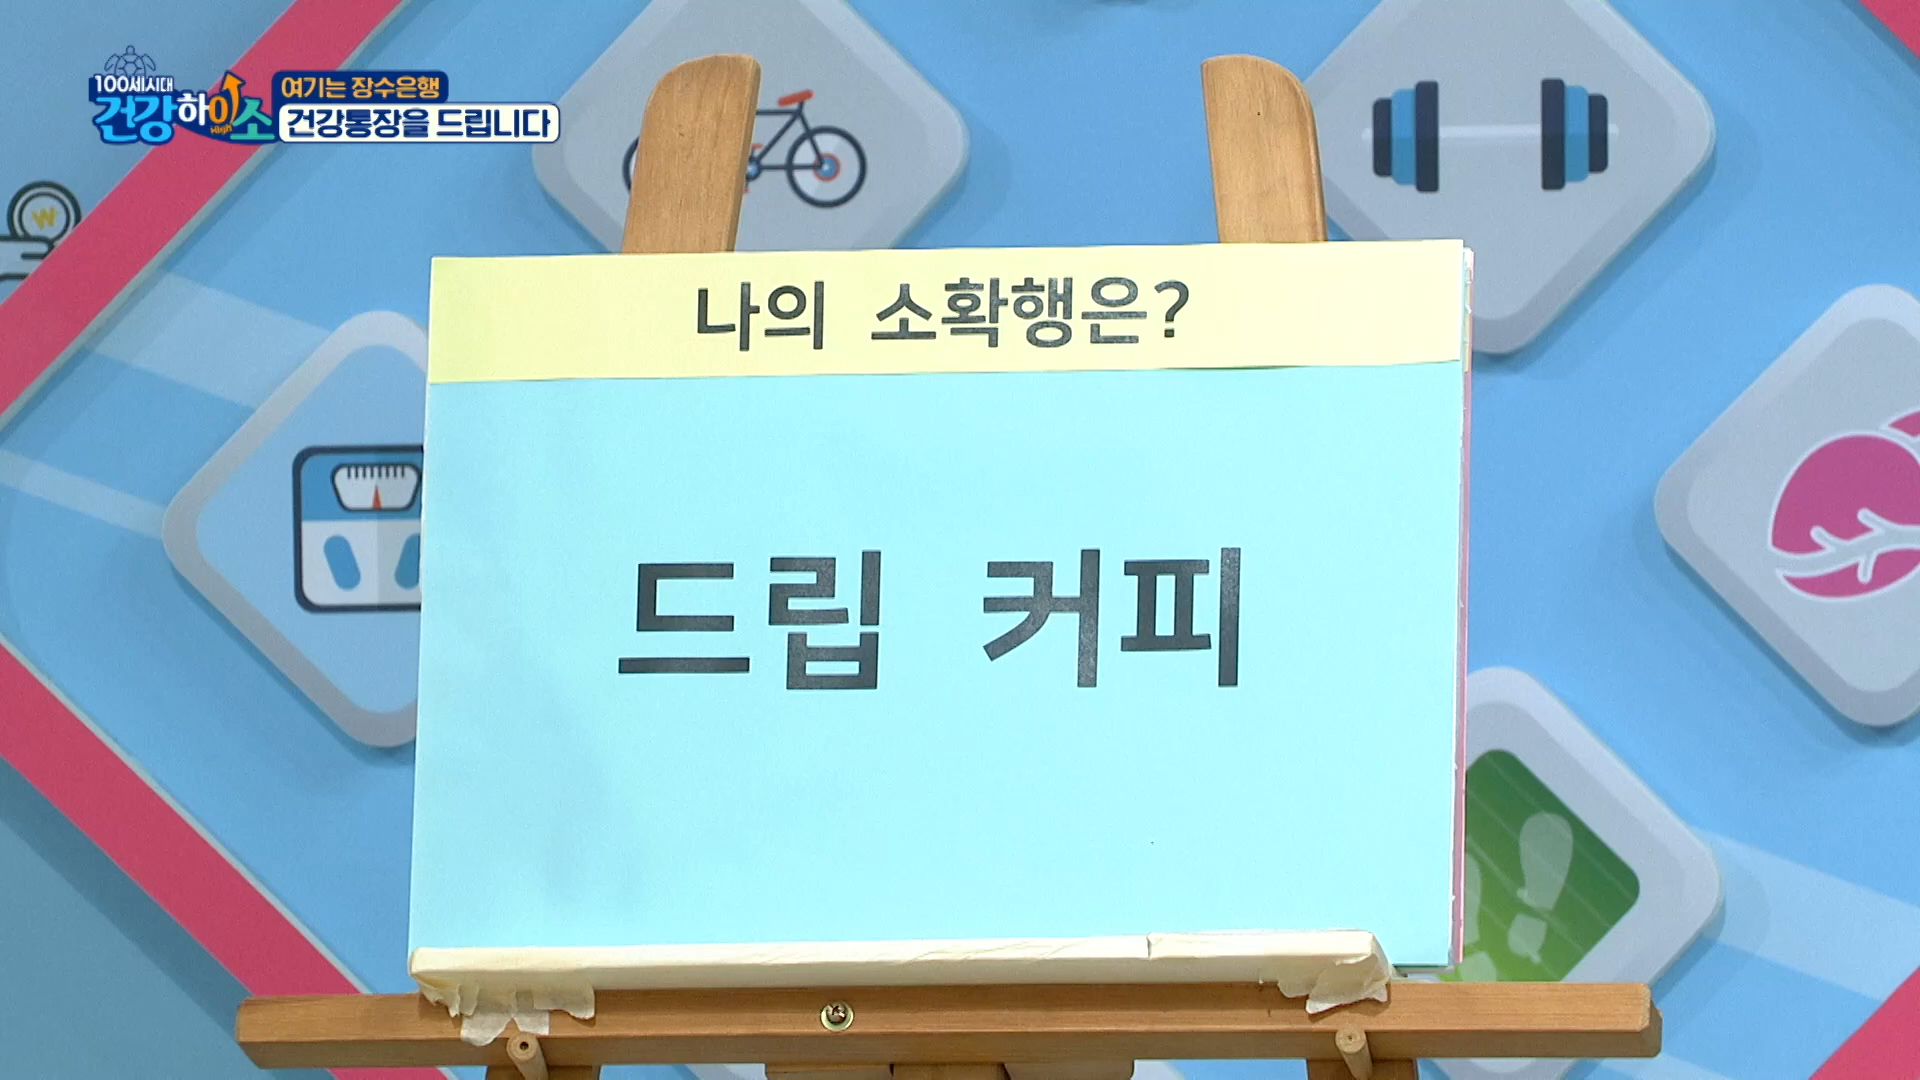 100세시대
건강하이소
High
여기는 장수은행
건강통장을 드립니다
W
나의 소확행은?
드립 커피